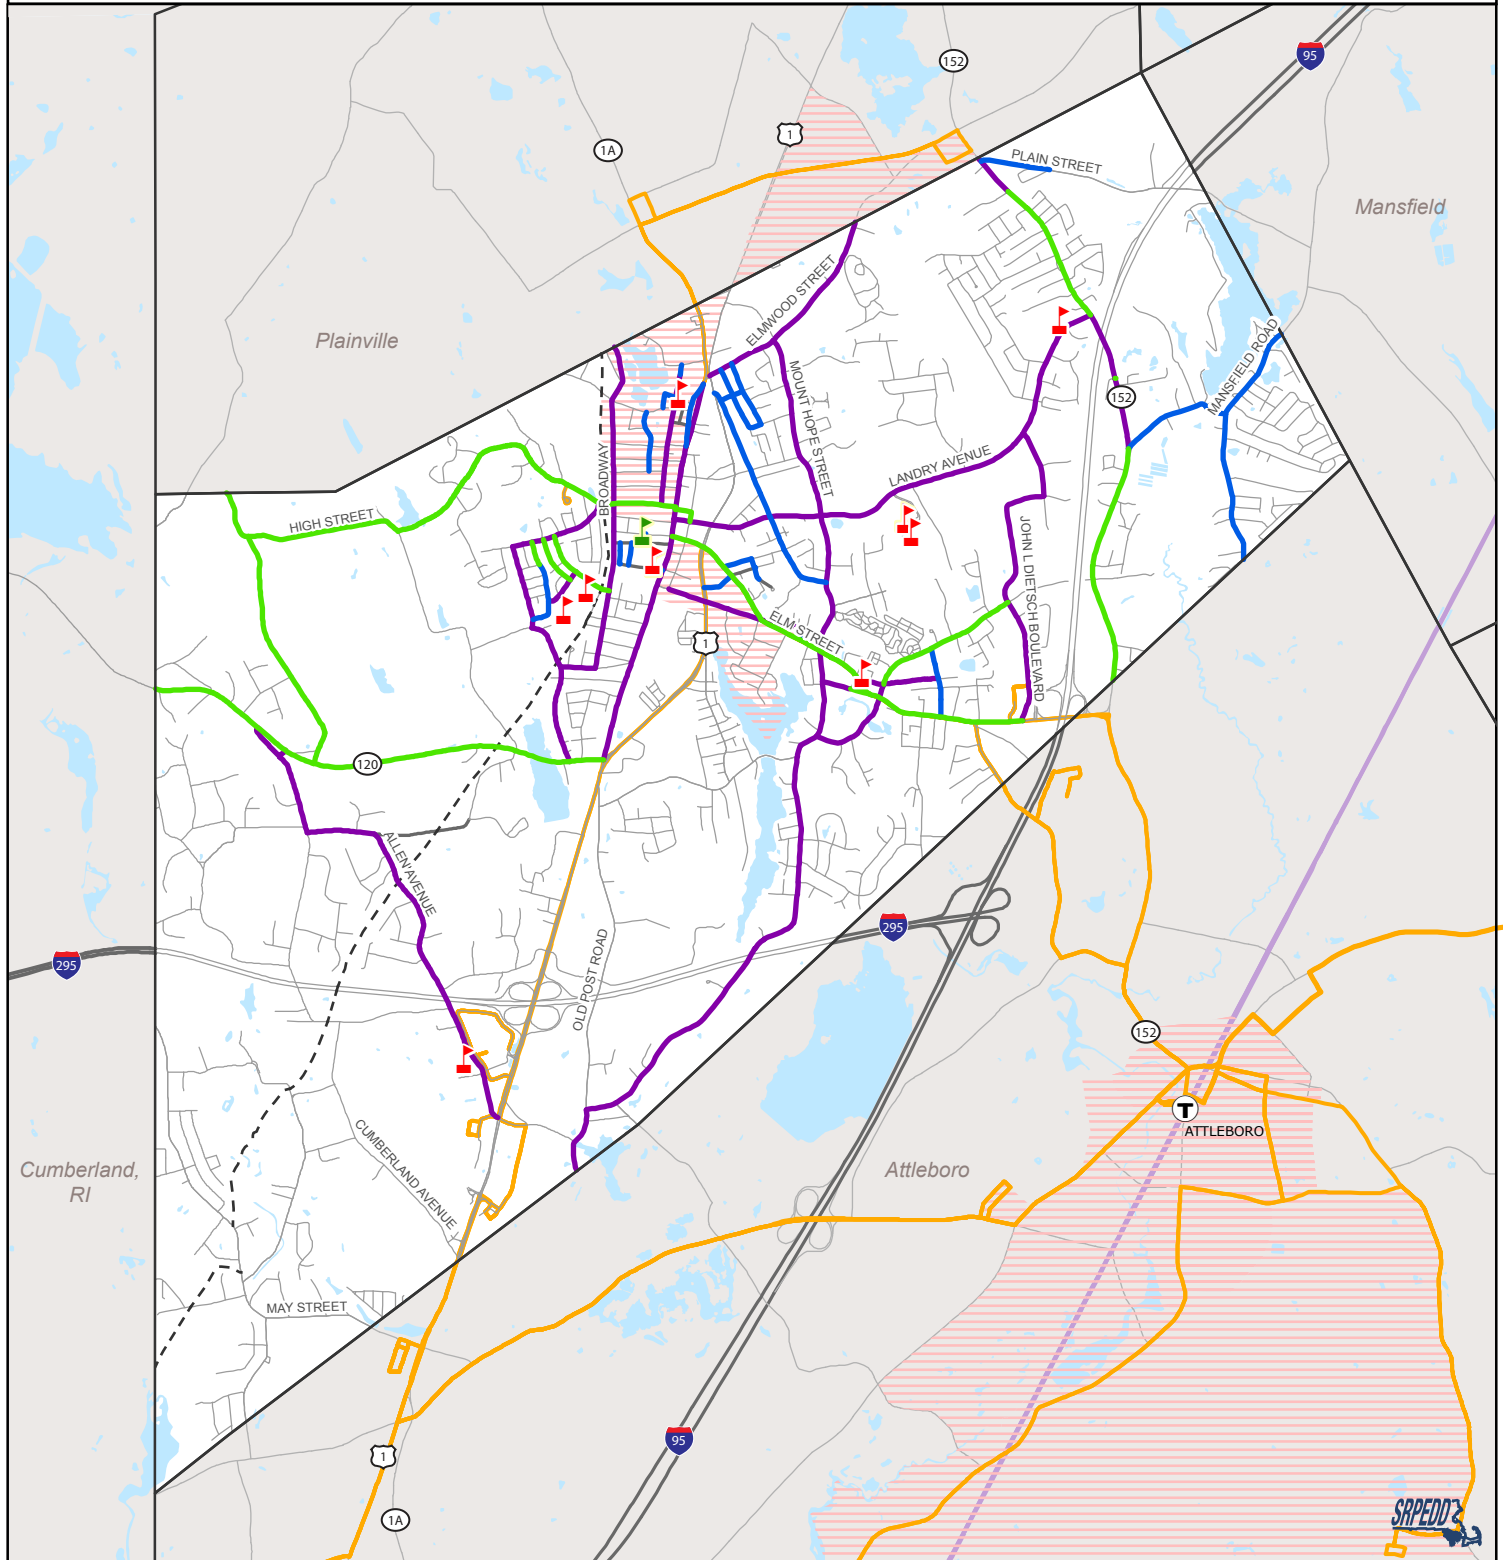 95
152
1
1A
PLAIN STREET
Mansfield
ELMWOOD STREET
Plainville
MANSFIELD ROAD
MOUNT HOPE STREET
152
BROADWAY
LANDRY AVENUE
HIGH STREET
JOHN L DIETSCH BOULEVARD
ELM STREET
1
120
ALLEN AVENUE
295
295
OLD POST ROAD
152
T
ATTLEBORO
CUMBERLAND AVENUE
Cumberland,
RI
Attleboro
MAY STREET
95
1
1A
SRPEDD